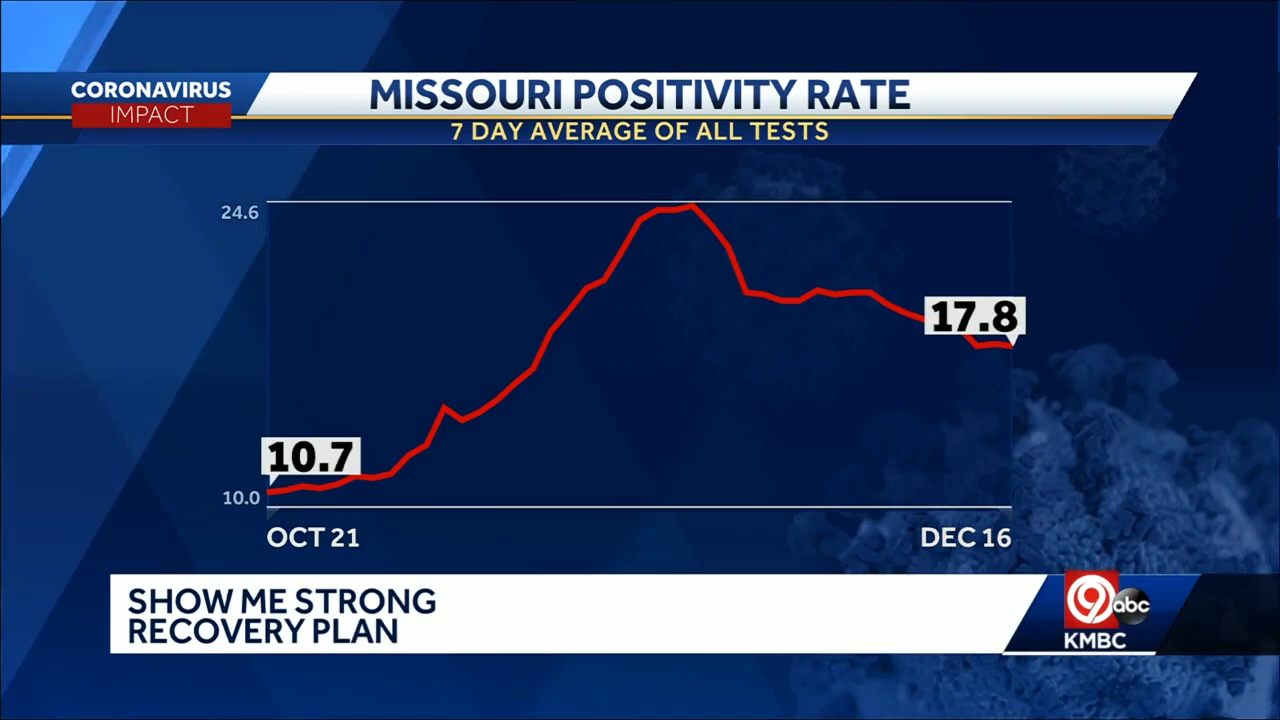 CORONAVIRUS
IMPACT
MISSOURI POSITIVITY RATE
7 DAY AVERAGE OF ALL TESTS
24.6
17.8
10.7
10.0
OCT 21
DEC 16
SHOW ME STRONG
RECOVERY PLAN
9
abc
KMBC